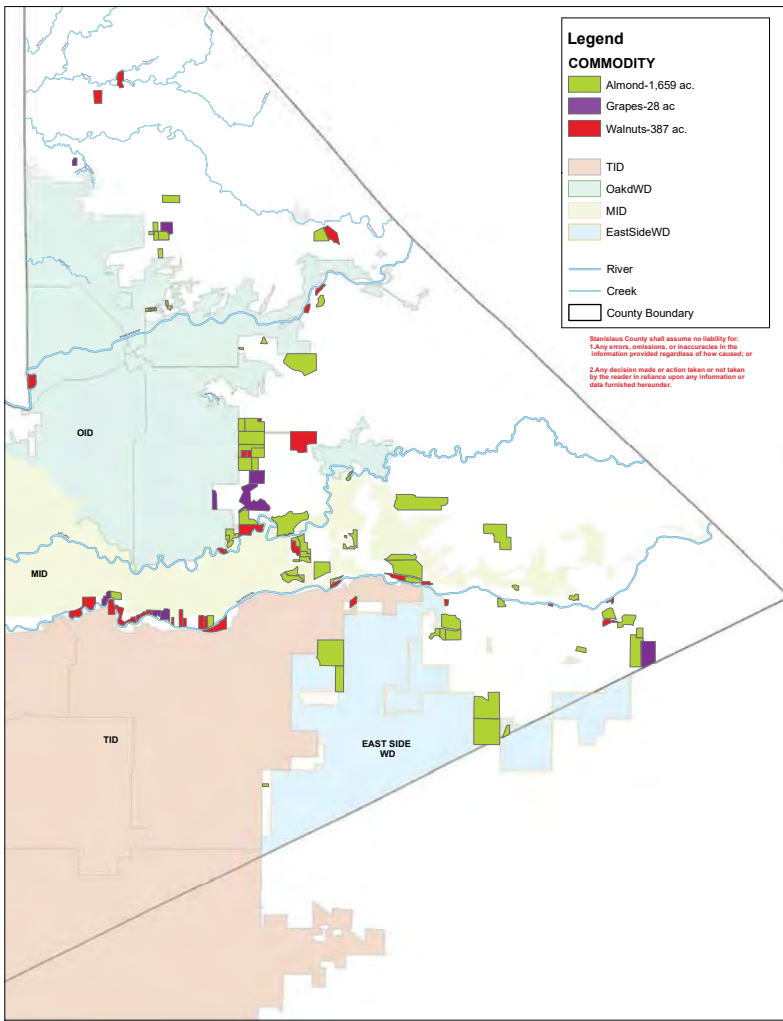 Legend
COMMODITY
Almond-1,659 ac.
Grapes-28 ac
Walnuts-387 ac.
TID
OakdWD
MID
EastSideWD
River
Creek
County Boundary
Stanislaus County shall assume no liability for:
1.Any errors, omissions, or inaccuracies in the
information provided regardless of how caused; or
2.Any decision made or action taken or not taken
by the reader in reliance upon any information or
data furnished hereunder.
OID
MID
TID
EAST SIDE
WD